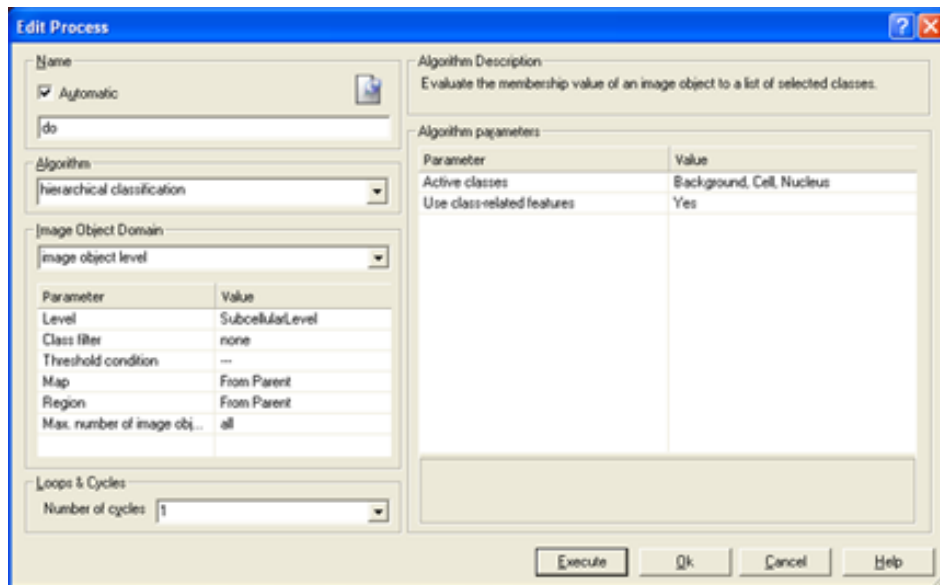 Edit Process
Name
Automatic
do
Algorithm
hierarchical classification
Image Object Domain
image object level
Parameter Value
Level SubcellularLevel
Class filter none
Threshold condition ---
Map From Parent
Region From Parent
Max. number of image obj... all
Loops & Cycles
Number of cycles 1
Algorithm Description
Evaluate the membership value of an image object to a list of selected classes.
Algorithm parameters
Parameter Value
Active classes Background, Cell, Nucleus
Use class-related features Yes
Execute Ok Cancel Help